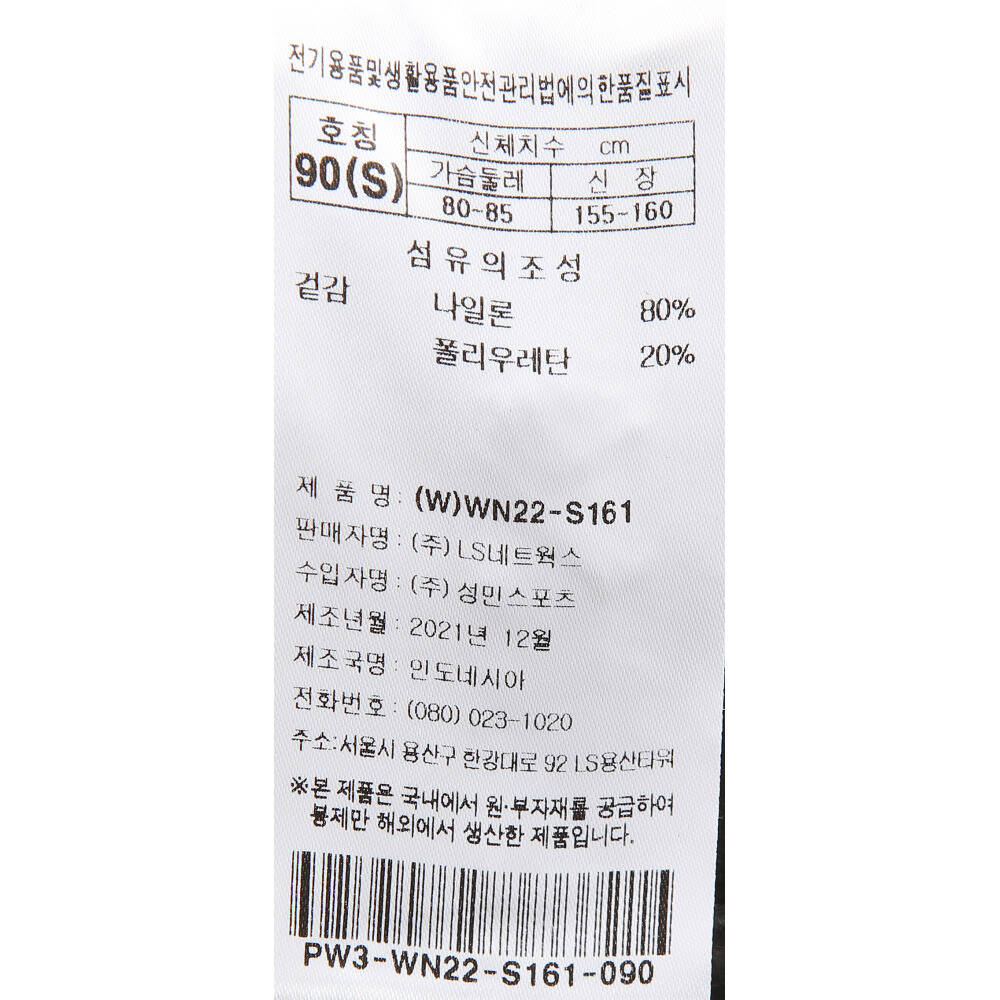 전기용품및생활용품안전관리법에의한품질표시
호칭 신체치수 cm
90(S) 가슴둘레 신 장
80~85 155~160
섬유의조성
겉감 나일론 80%
폴리우레탄 20%
제 품 명 : (W)WN22-S161
판매자명 : (주) LS네트웍스
수입자명 : (주) 성민스포츠
제조년월 : 2021년 12월
제조국명 : 인도네시아
전화번호 : (080) 023-1020
주소:서울시 용산구 한강대로 92 LS용산타워
※본 제품은 국내에서 원·부자재를 공급하여
봉제만 해외에서 생산한 제품입니다.
PW3-WN22-S161-090